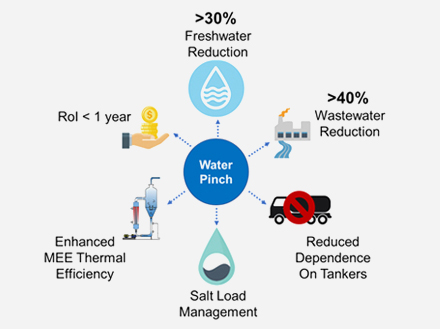 >30%
Freshwater
Reduction
>40%
Wastewater
Reduction
RoI < 1 year
Water
Pinch
Enhanced
MEE Thermal
Efficiency
Reduced
Dependence
On Tankers
Salt Load
Management